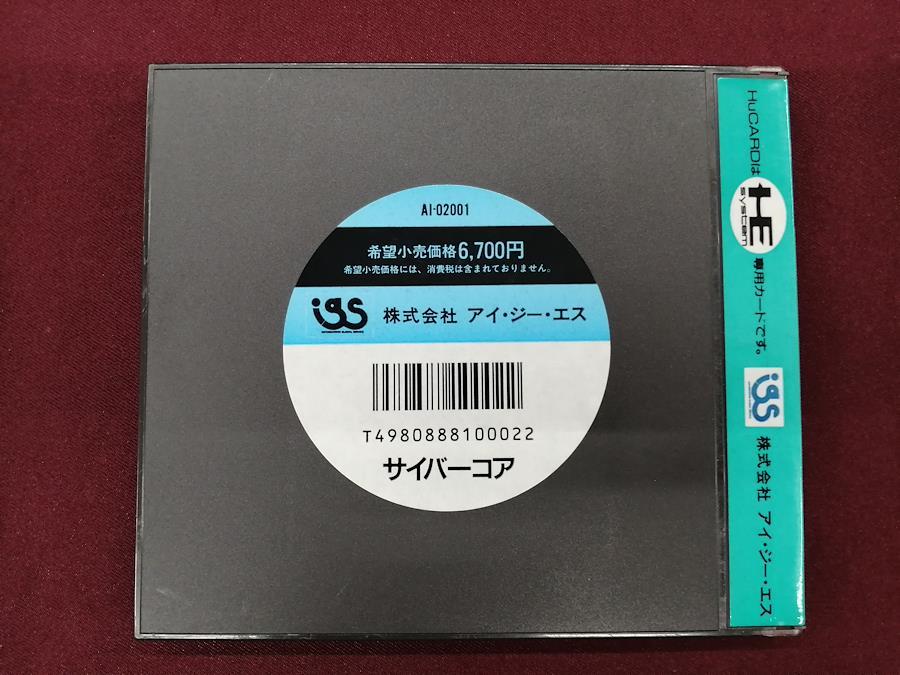 AI-02001
希望小売価格6,700円
希望小売価格には、消費税は含まれておりません。
igs
株式会社 アイ・ジー・エス
T4980888100022
サイバーコア
HuCARDは
HE
system
専用カードです。
igs
株式会社 アイ・ジー・エス